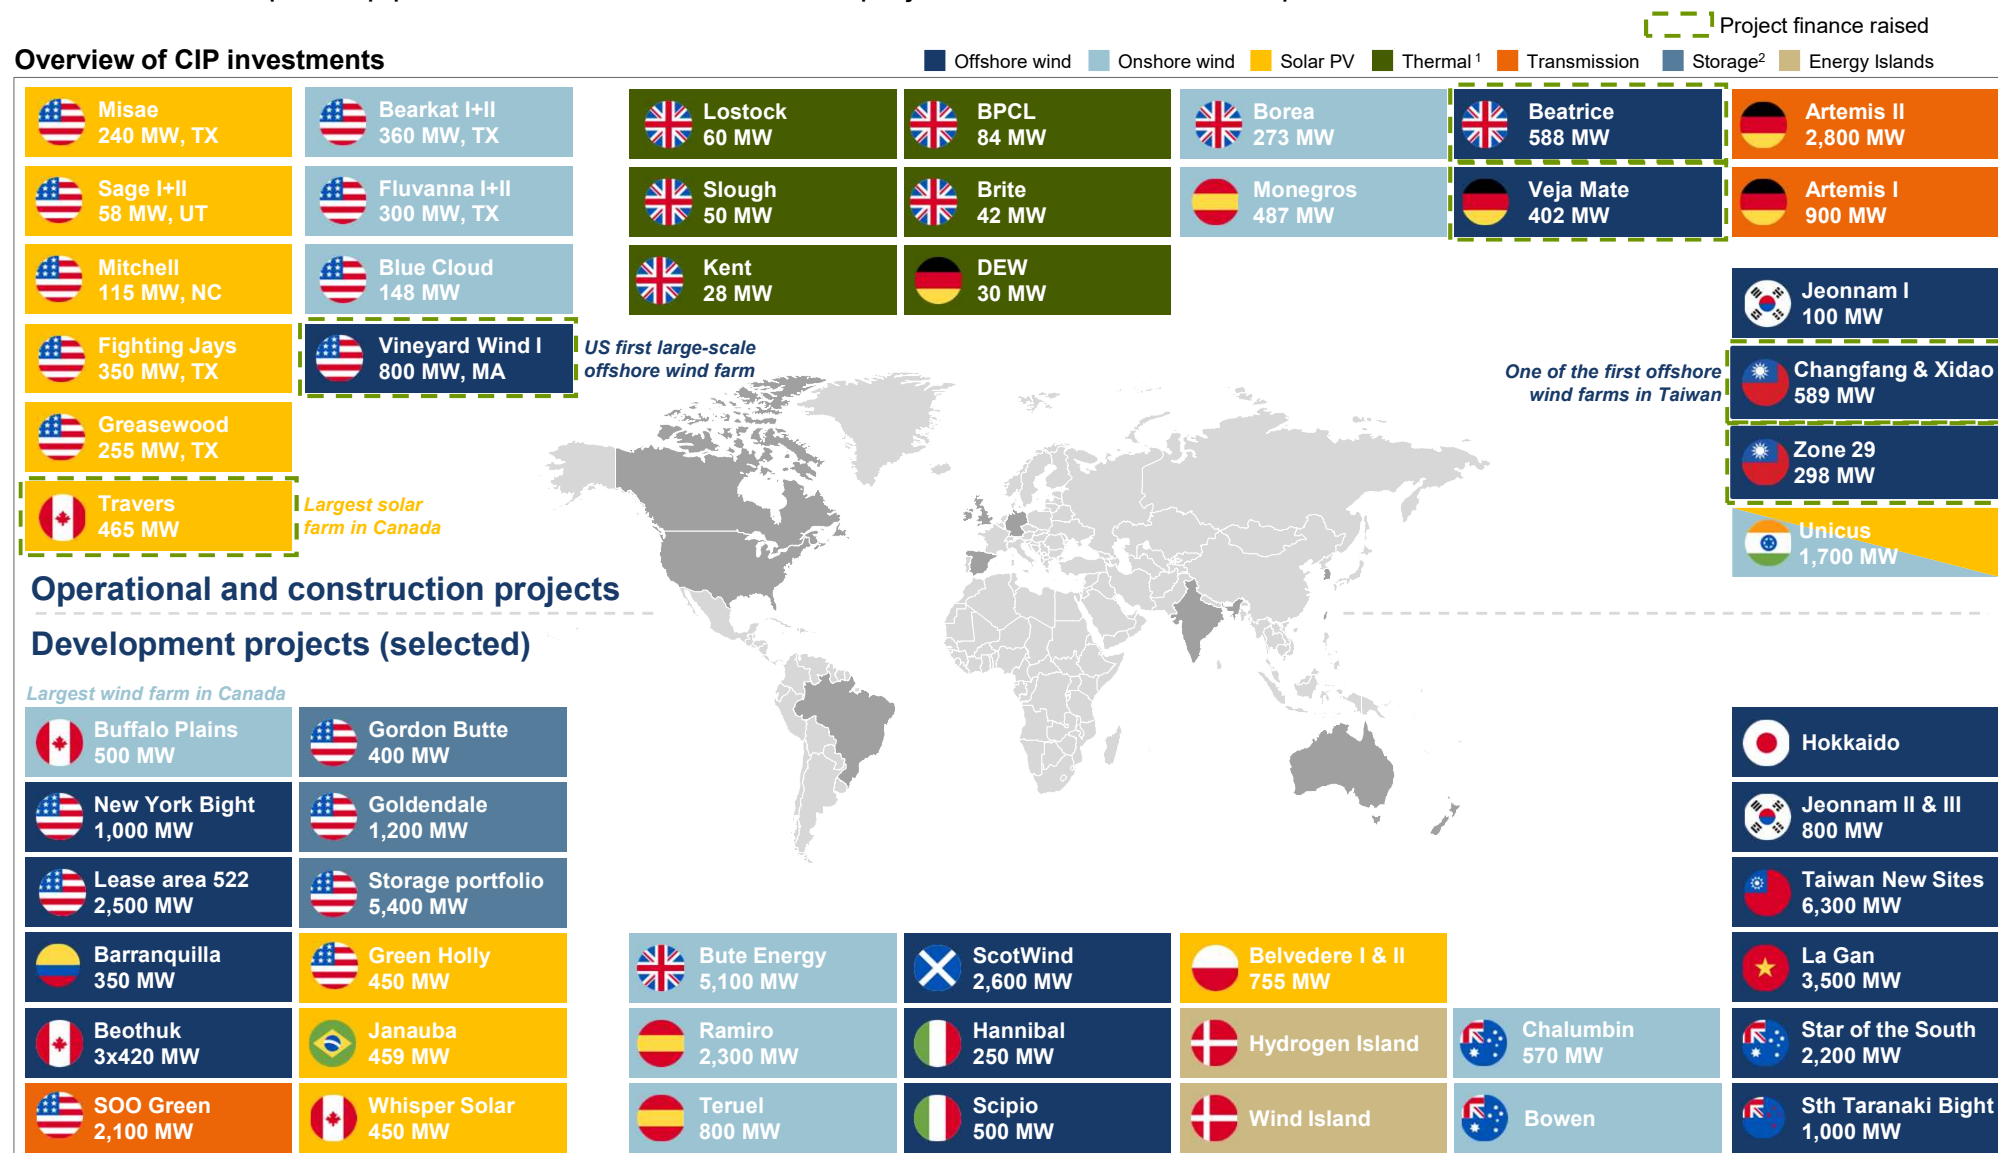 Project finance raised
Overview of CIP investments
Offshore wind
Onshore wind
Solar PV
Thermal 1
Transmission
Storage2
Energy Islands
Misae
240 MW, TX
Sage I+II
58 MW, UT
Mitchell
115 MW, NC
Fighting Jays
350 MW, TX
Greasewood
255 MW, TX
Travers
465 MW
Largest solar
farm in Canada
Bearkat I+II
360 MW, TX
Fluvanna I+II
300 MW, TX
Blue Cloud
148 MW
Vineyard Wind I
800 MW, MA
US first large-scale
offshore wind farm
Lostock
60 MW
Slough
50 MW
Kent
28 MW
BPCL
84 MW
Brite
42 MW
DEW
30 MW
Borea
273 MW
Monegros
487 MW
Beatrice
588 MW
Veja Mate
402 MW
Artemis II
2,800 MW
Artemis I
900 MW
Jeonnam I
100 MW
One of the first offshore
wind farms in Taiwan
Changfang & Xidao
589 MW
Zone 29
298 MW
Unicus
1,700 MW
Operational and construction projects
Development projects (selected)
Largest wind farm in Canada
Buffalo Plains
500 MW
New York Bight
1,000 MW
Lease area 522
2,500 MW
Barranquilla
350 MW
Beothuk
3x420 MW
SOO Green
2,100 MW
Gordon Butte
400 MW
Goldendale
1,200 MW
Storage portfolio
5,400 MW
Green Holly
450 MW
Janauba
459 MW
Whisper Solar
450 MW
Bute Energy
5,100 MW
Ramiro
2,300 MW
Teruel
800 MW
ScotWind
2,600 MW
Hannibal
250 MW
Scipio
500 MW
Belvedere I & II
755 MW
Hydrogen Island
Wind Island
Chalumbin
570 MW
Bowen
Hokkaido
Jeonnam II & III
800 MW
Taiwan New Sites
6,300 MW
La Gan
3,500 MW
Star of the South
2,200 MW
Sth Taranaki Bight
1,000 MW